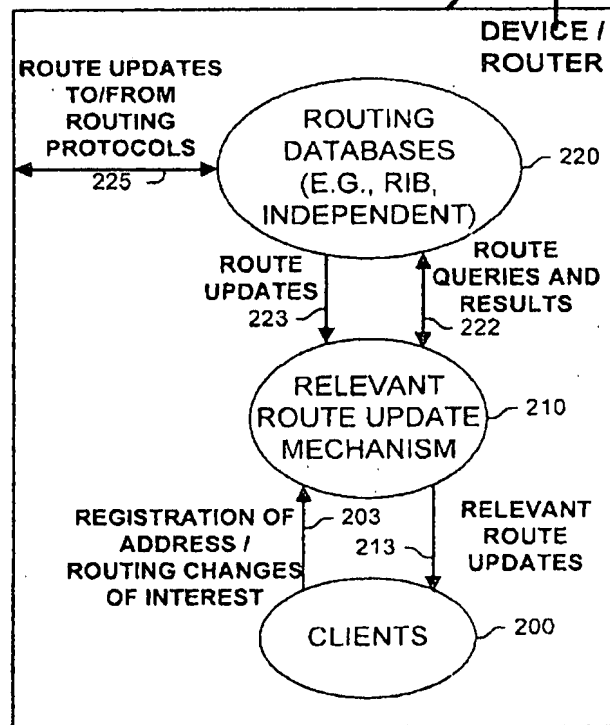 DEVICE /
ROUTER
ROUTE UPDATES
TO/FROM
ROUTING
PROTOCOLS
225
ROUTING
DATABASES
(E.G., RIB,
INDEPENDENT)
220
ROUTE
UPDATES
223
ROUTE
QUERIES AND
RESULTS
222
RELEVANT
ROUTE UPDATE
MECHANISM
210
REGISTRATION OF
ADDRESS /
ROUTING CHANGES
OF INTEREST
203
213
RELEVANT
ROUTE
UPDATES
CLIENTS
200